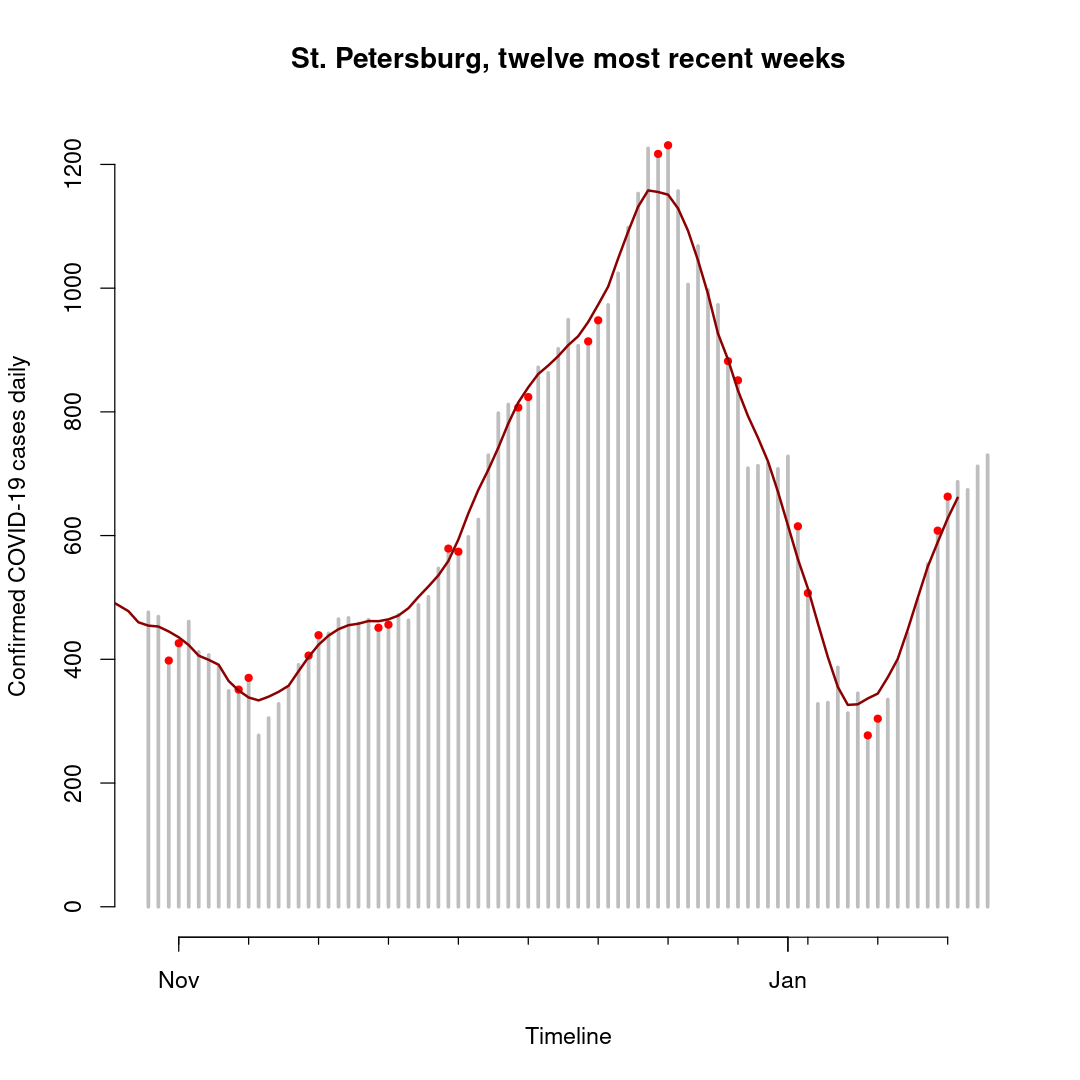 St. Petersburg, twelve most recent weeks
Confirmed COVID-19 cases daily
1200
1000
800
600
400
200
0
Nov
Jan
Timeline